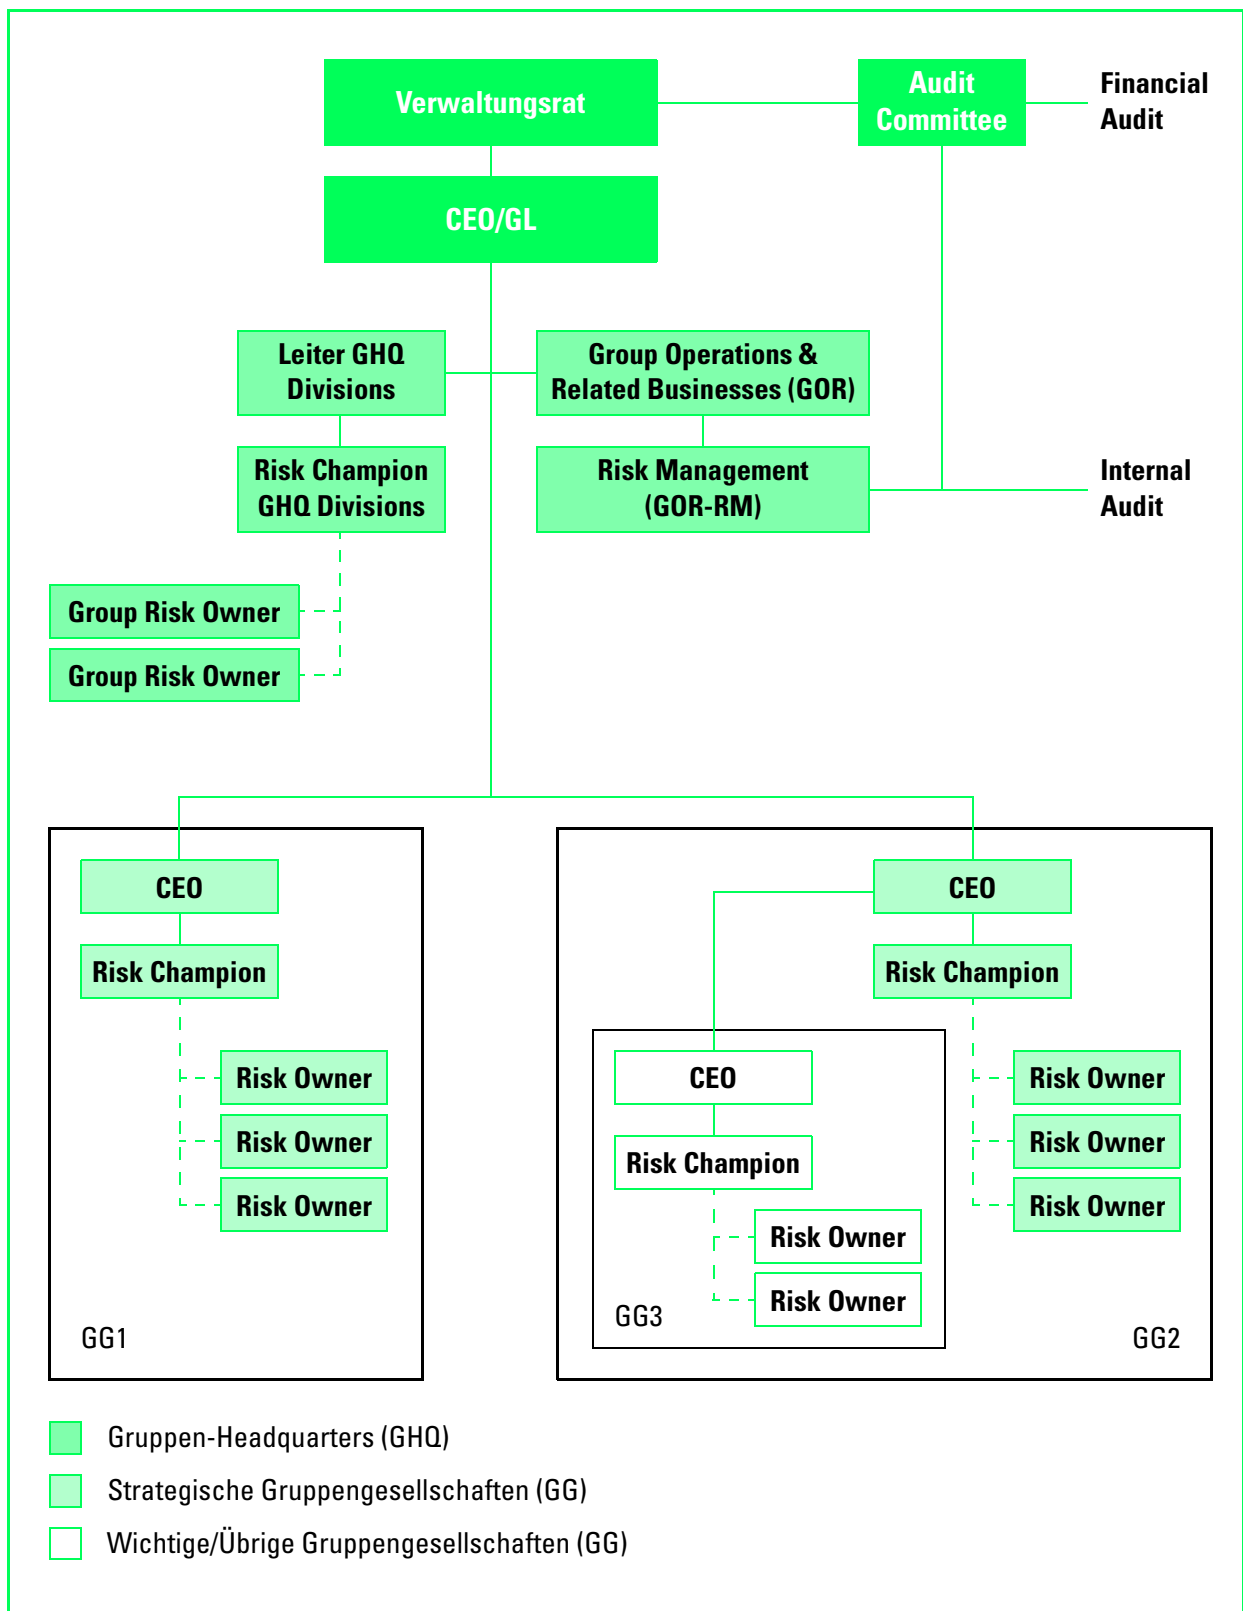 Verwaltungsrat
Audit
Committee
Financial
Audit
CEO/GL
Leiter GHQ
Divisions
Group Operations &
Related Businesses (GOR)
Risk Champion
GHQ Divisions
Risk Management
(GOR-RM)
Internal
Audit
Group Risk Owner
Group Risk Owner
CEO
Risk Champion
Risk Owner
Risk Owner
Risk Owner
GG1
CEO
Risk Champion
Risk Owner
Risk Owner
Risk Owner
CEO
Risk Champion
Risk Owner
Risk Owner
GG3
GG2
Gruppen-Headquarters (GHQ)
Strategische Gruppengesellschaften (GG)
Wichtige/Übrige Gruppengesellschaften (GG)